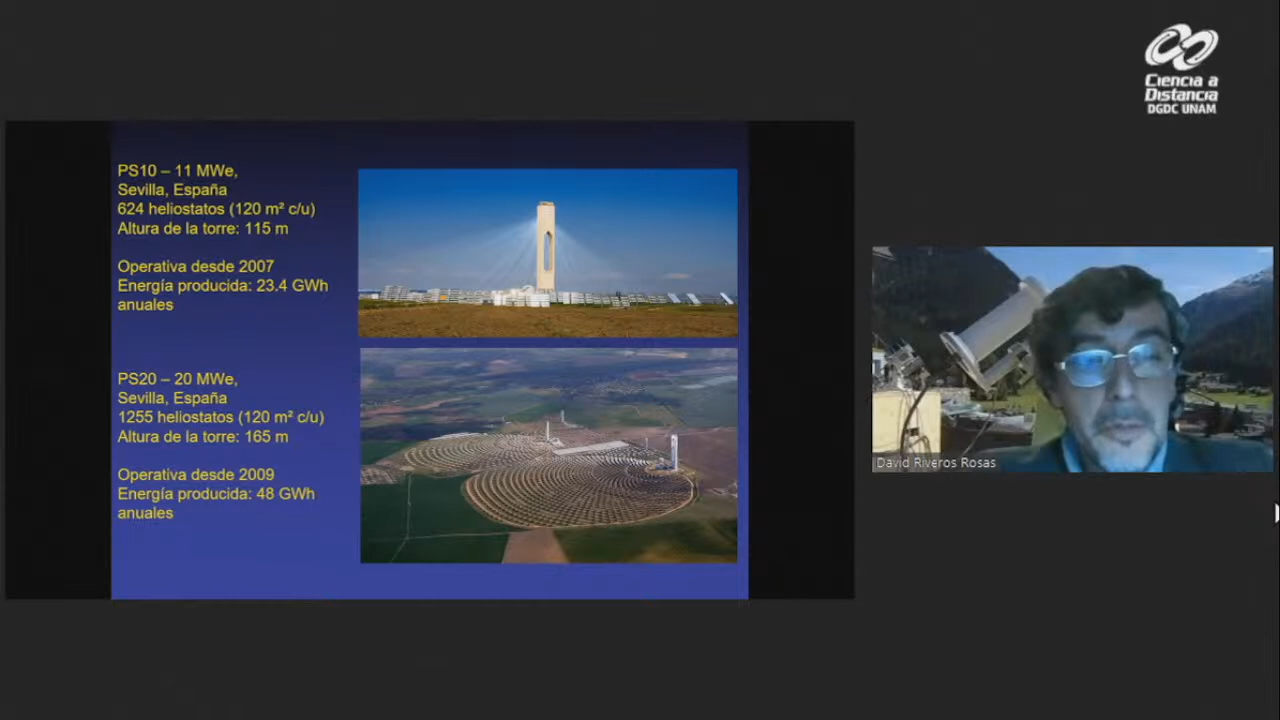 Ciencia a
Distancia
DGDC UNAM
PS10 – 11 MWe,
Sevilla, España
624 heliostatos (120 m² c/u)
Altura de la torre: 115 m
Operativa desde 2007
Energía producida: 23.4 GWh
anuales
PS20 – 20 MWe,
Sevilla, España
1255 heliostatos (120 m² c/u)
Altura de la torre: 165 m
Operativa desde 2009
Energía producida: 48 GWh
anuales
David Riveros Rosas